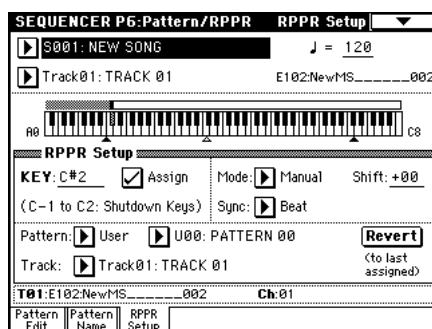 SEQUENCER P6:Pattern/RPPR RPPR Setup
S001: NEW SONG ♩ = 120
Track01: TRACK 01 E102:NewMS______002
A0 C8
RPPR Setup
KEY: C#2 Assign Mode: Manual Shift: +00
(C-1 to C2: Shutdown Keys) Sync: Beat
Pattern: User U00: PATTERN 00 Revert
Track: Track01: TRACK 01 (to last
assigned)
T01:E102:NewMS______002 Ch:01
Pattern Edit Pattern Name RPPR Setup